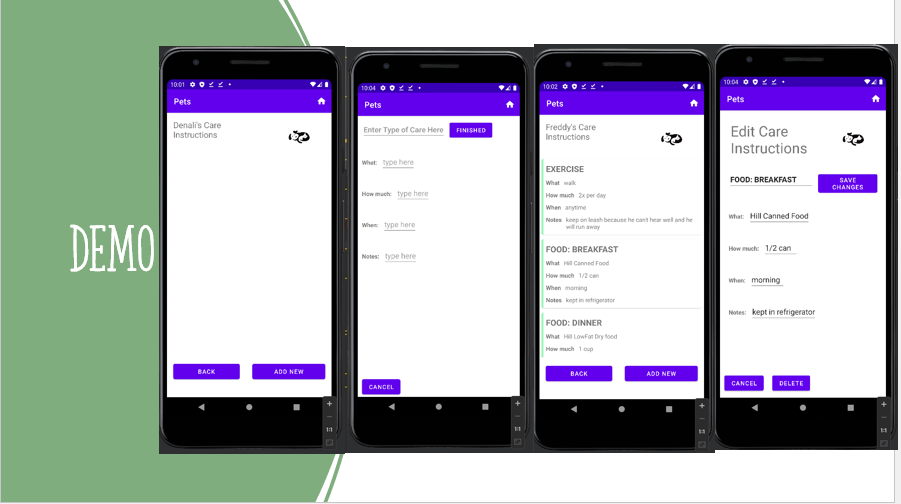 DEMO
10:01
Pets
Denali's Care
Instructions
BACK
ADD NEW
1:1
10:04
Pets
Enter Type of Care Here
FINISHED
What: type here
How much: type here
When: type here
Notes: type here
CANCEL
1:1
10:02
Pets
Freddy's Care
Instructions
EXERCISE
What walk
How much 2x per day
When anytime
Notes keep on leash because he can't hear well and he
will run away
FOOD: BREAKFAST
What Hill Canned Food
How much 1/2 can
When morning
Notes kept in refrigerator
FOOD: DINNER
What Hill LowFat Dry food
How much 1 cup
BACK
ADD NEW
1:1
10:04
Pets
Edit Care
Instructions
FOOD: BREAKFAST
SAVE
CHANGES
What: Hill Canned Food
How much: 1/2 can
When: morning
Notes: kept in refrigerator
CANCEL
DELETE
1:1